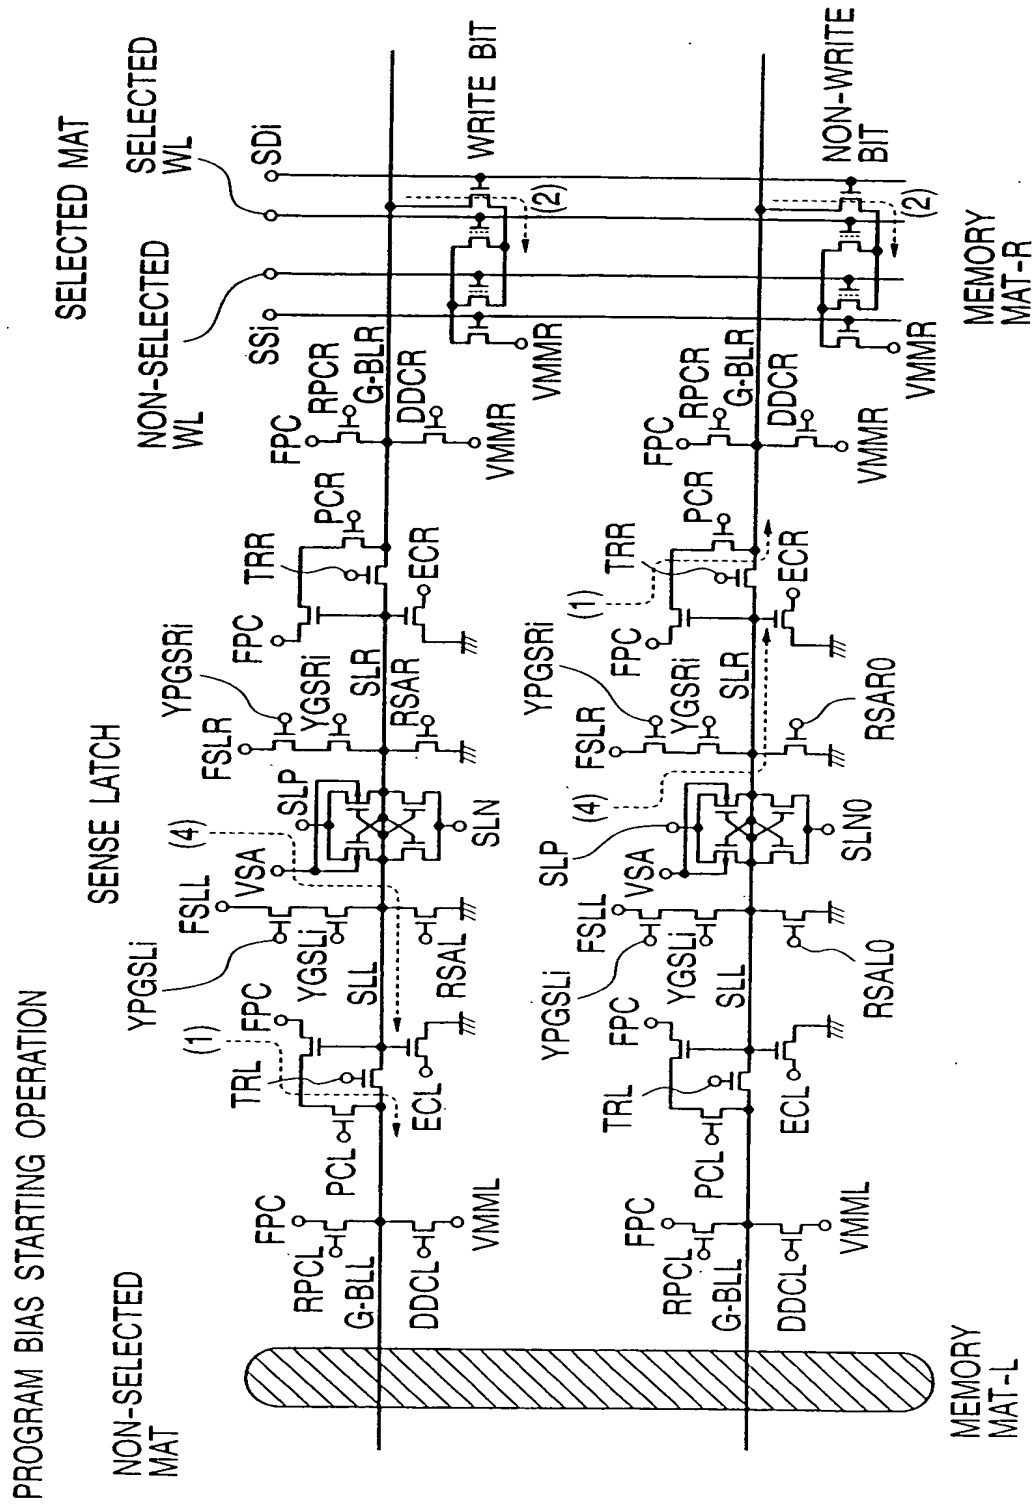 PROGRAM BIAS STARTING OPERATION
NON-SELECTED
MAT
SENSE LATCH
SELECTED MAT
NON-SELECTED
WL
SELECTED
WL
SSi
SDi
FPC
RPCL
G-BLL
DDCL
VMML
PCL
TRL
(1)
FPC
ECL
YPGSLi
FSLL
YGSLi
SLL
RSAL
(4)
VSA
SLP
SLN
FSLR
YPGSRi
YGSRi
SLR
RSAR
FPC
TRR
PCR
ECR
FPC
RPCR
G-BLR
DDCR
VMMR
VMMR
(2)
WRITE BIT
FPC
RPCL
G-BLL
DDCL
VMML
PCL
TRL
FPC
ECL
YPGSLi
FSLL
YGSLi
SLL
RSAL0
VSA
SLP
(4)
SLN0
FSLR
YPGSRi
YGSRi
SLR
RSAR0
FPC
(1)
TRR
PCR
ECR
FPC
RPCR
G-BLR
DDCR
VMMR
VMMR
(2)
NON-WRITE
BIT
MEMORY
MAT-L
MEMORY
MAT-R